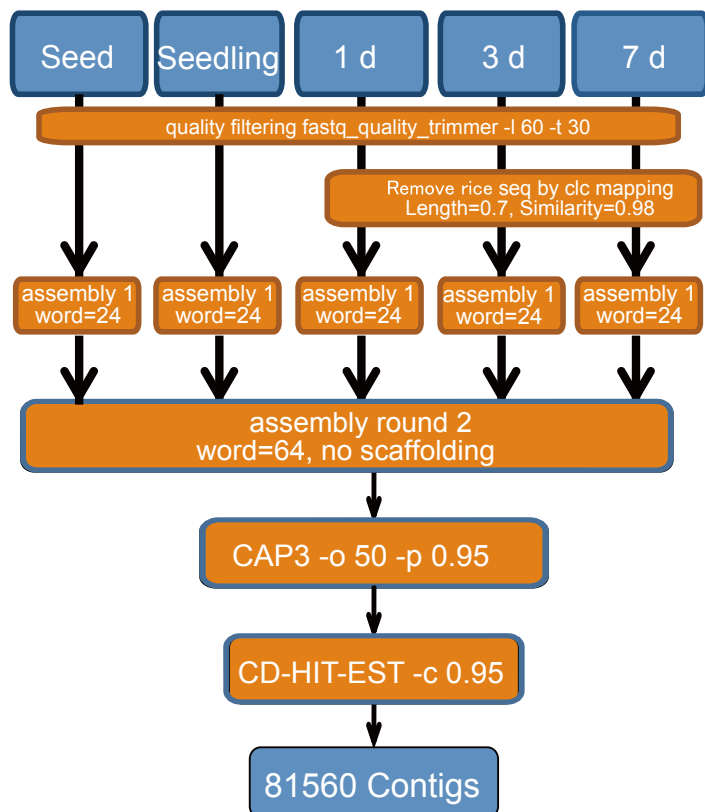 Seed
Seedling
1 d
3 d
7 d
quality filtering fastq_quality_trimmer -l 60 -t 30
Remove rice seq by clc mapping
Length=0.7, Similarity=0.98
assembly 1
word=24
assembly 1
word=24
assembly 1
word=24
assembly 1
word=24
assembly 1
word=24
assembly round 2
word=64, no scaffolding
CAP3 -o 50 -p 0.95
CD-HIT-EST -c 0.95
81560 Contigs